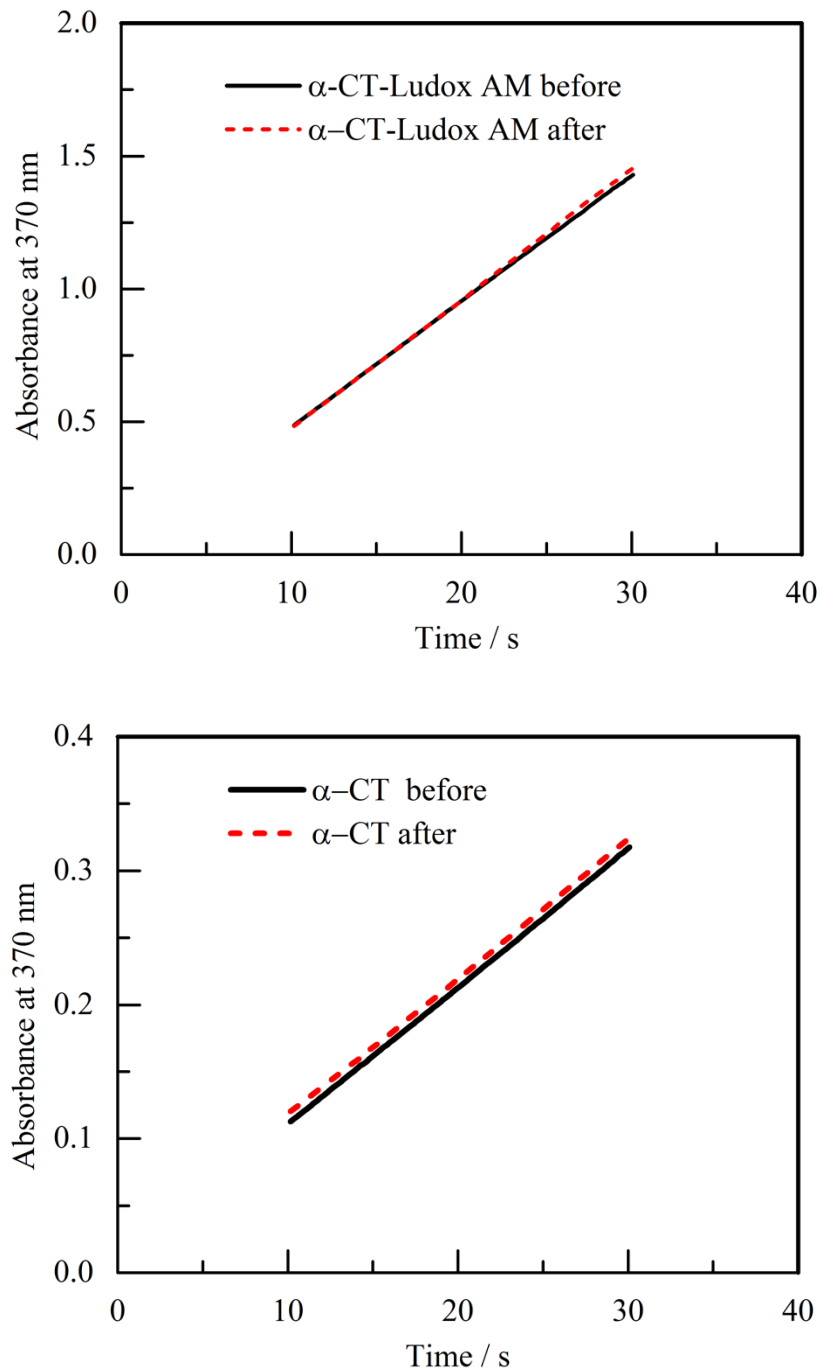 2.0
α-CT-Ludox AM before
α–CT-Ludox AM after
1.5
1.0
0.5
0.0
Absorbance at 370 nm
0 10 20 30 40
Time / s
0.4
α–CT before
α–CT after
0.3
0.2
0.1
0.0
Absorbance at 370 nm
0 10 20 30 40
Time / s